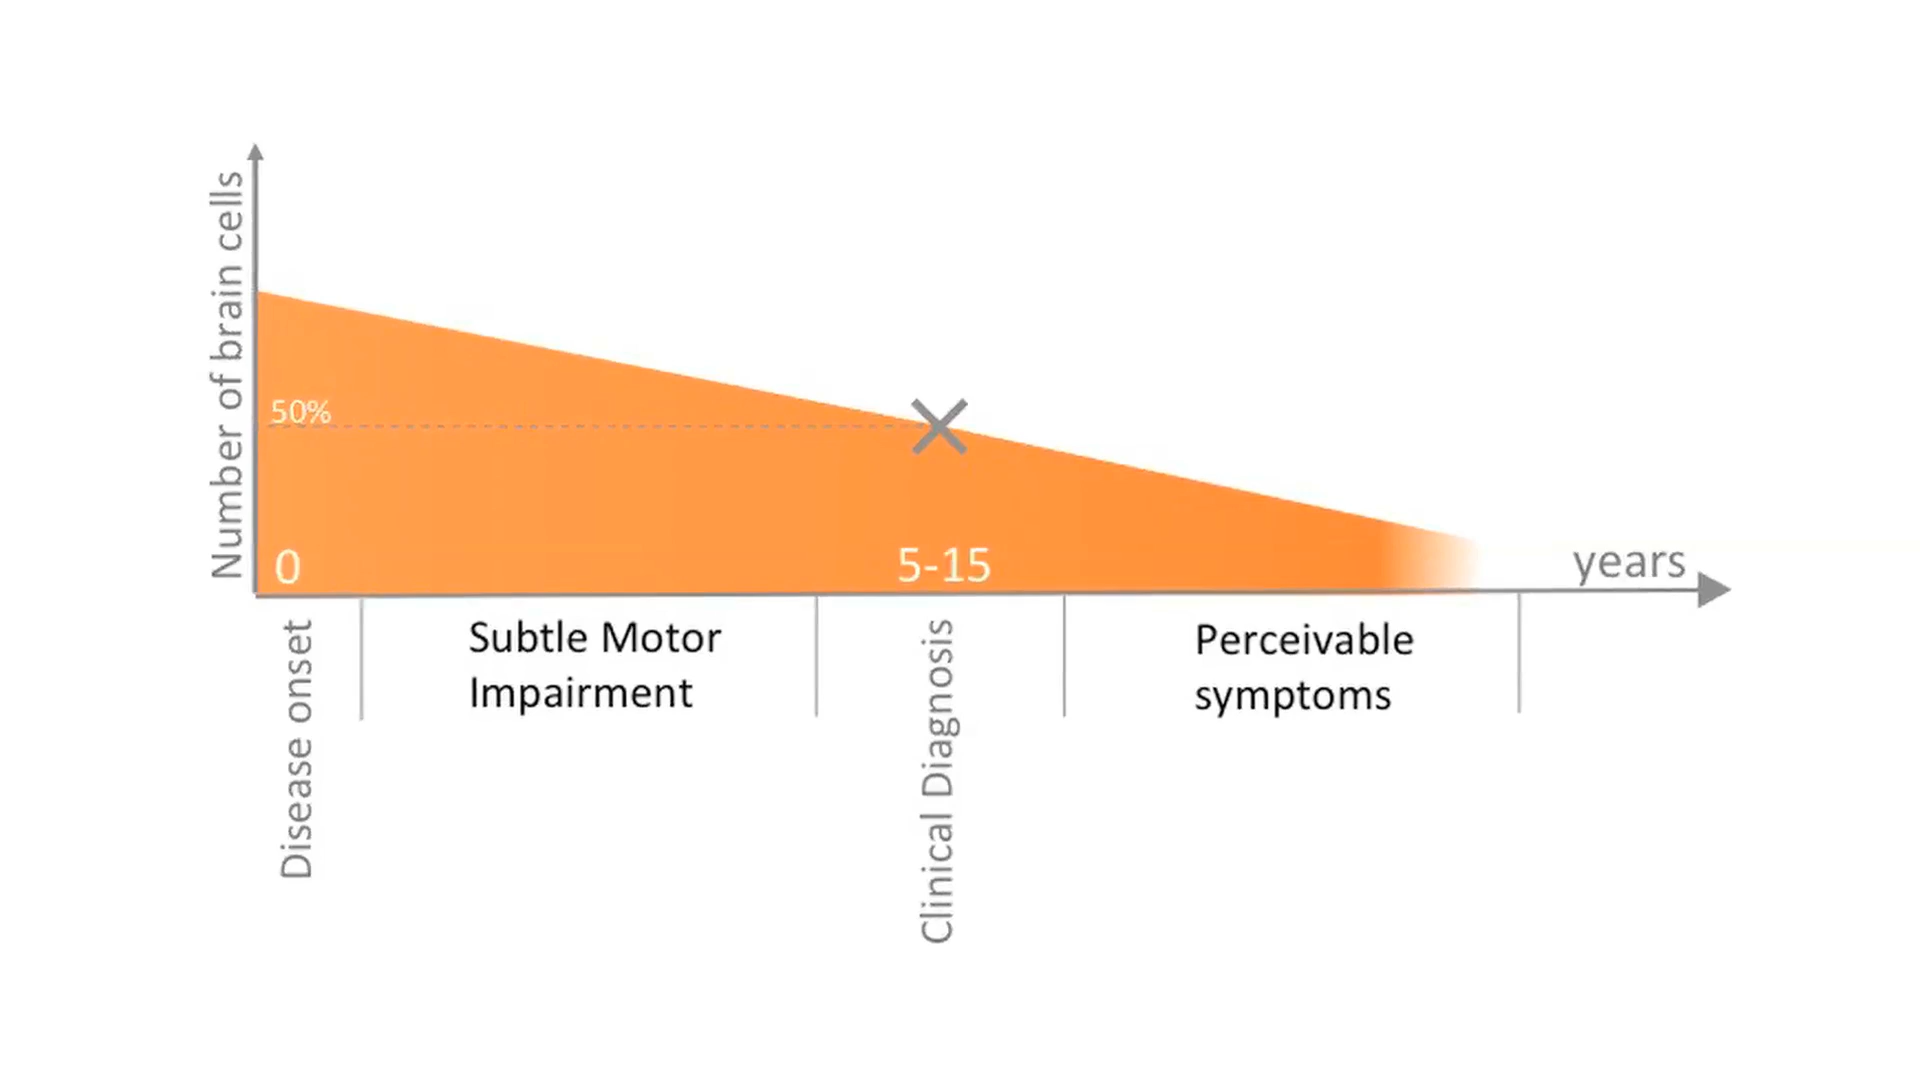 Number of brain cells
50%
0
5-15
years
Disease onset
Subtle Motor
Impairment
Clinical Diagnosis
Perceivable
symptoms